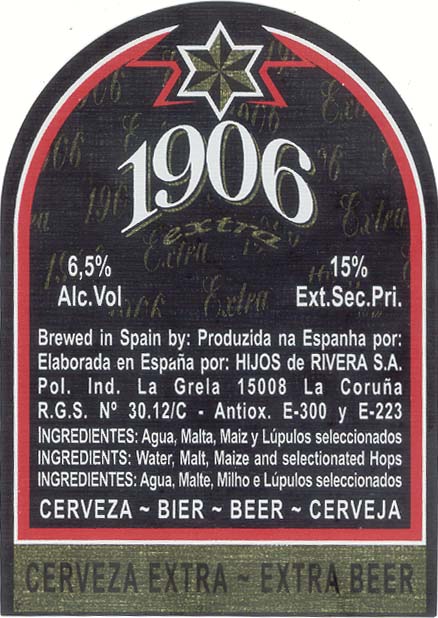 1906
extra
6,5% 15%
Alc.Vol Ext.Sec.Pri.
Brewed in Spain by: Produzida na Espanha por:
Elaborada en España por: HIJOS de RIVERA S.A.
Pol. Ind. La Grela 15008 La Coruña
R.G.S. Nº 30.12/C - Antiox. E-300 y E-223
INGREDIENTES: Agua, Malta, Maiz y Lúpulos seleccionados
INGREDIENTS: Water, Malt, Maize and selectionated Hops
INGREDIENTES: Agua, Malte, Milho e Lúpulos seleccionados
CERVEZA ~ BIER ~ BEER ~ CERVEJA
CERVEZA EXTRA ~ EXTRA BEER